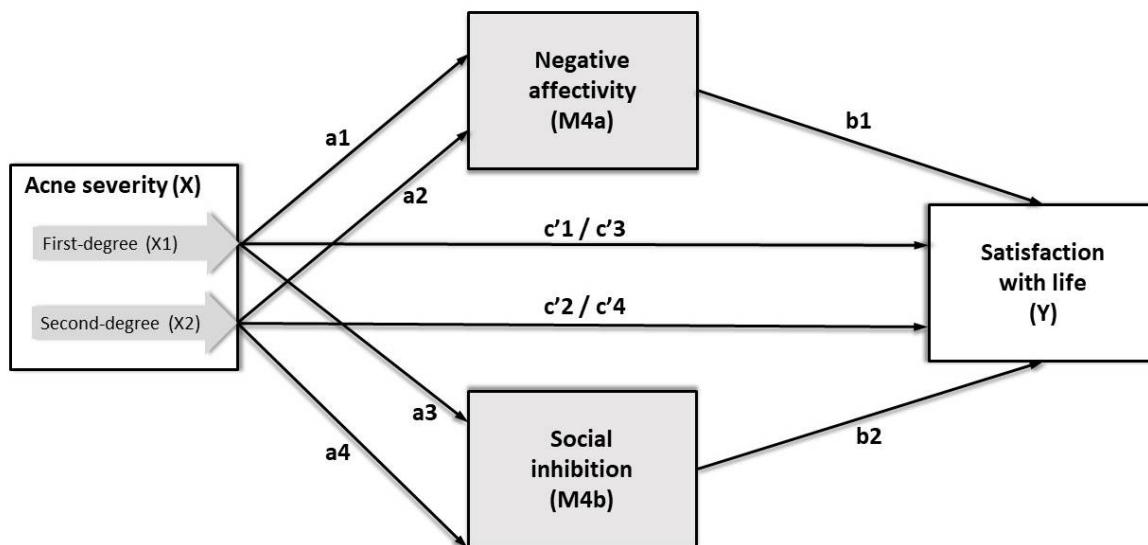 Negative
affectivity
(M4a)
a1
b1
a2
Acne severity (X)
First-degree (X1)
Second-degree (X2)
c'1 / c'3
c'2 / c'4
Satisfaction
with life
(Y)
a3
a4
b2
Social
inhibition
(M4b)